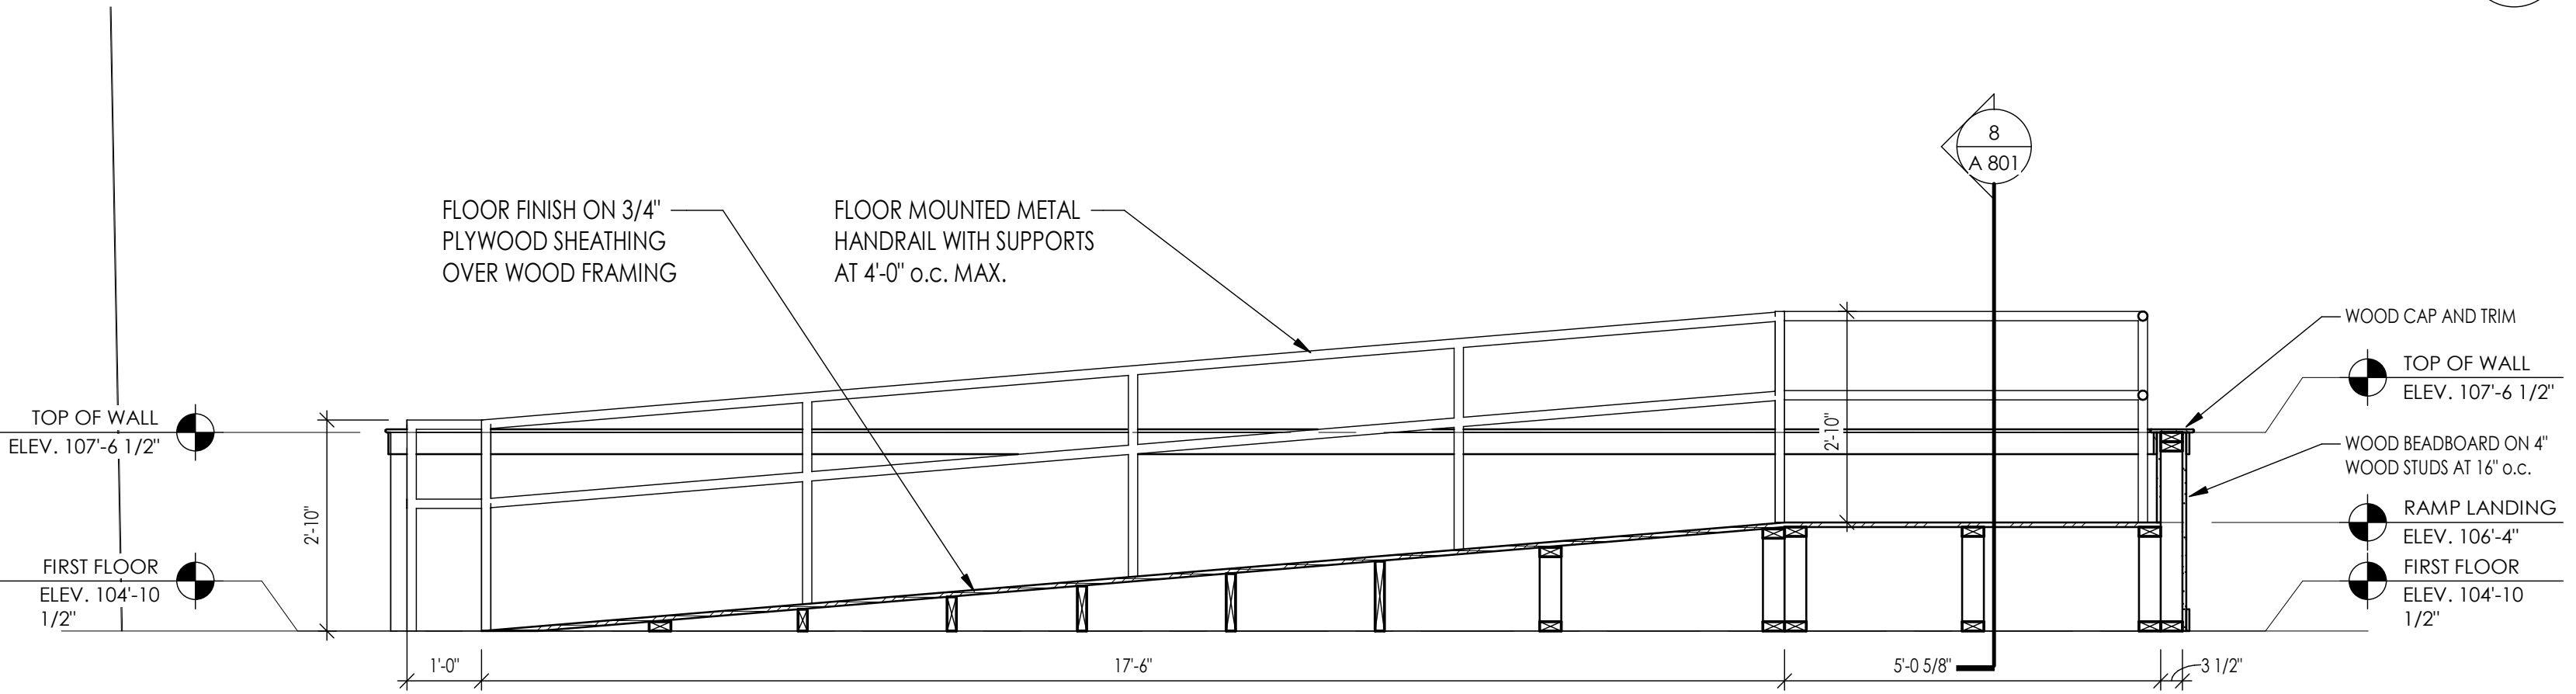 8
A 801
FLOOR FINISH ON 3/4"
PLYWOOD SHEATHING
OVER WOOD FRAMING
FLOOR MOUNTED METAL
HANDRAIL WITH SUPPORTS
AT 4'-0" o.c. MAX.
WOOD CAP AND TRIM
TOP OF WALL
ELEV. 107'-6 1/2"
TOP OF WALL
ELEV. 107'-6 1/2"
2'-10"
WOOD BEADBOARD ON 4"
WOOD STUDS AT 16" o.c.
2'-10"
RAMP LANDING
ELEV. 106'-4"
FIRST FLOOR
ELEV. 104'-10
1/2"
FIRST FLOOR
ELEV. 104'-10
1/2"
1'-0"
17'-6"
5'-0 5/8"
3 1/2"